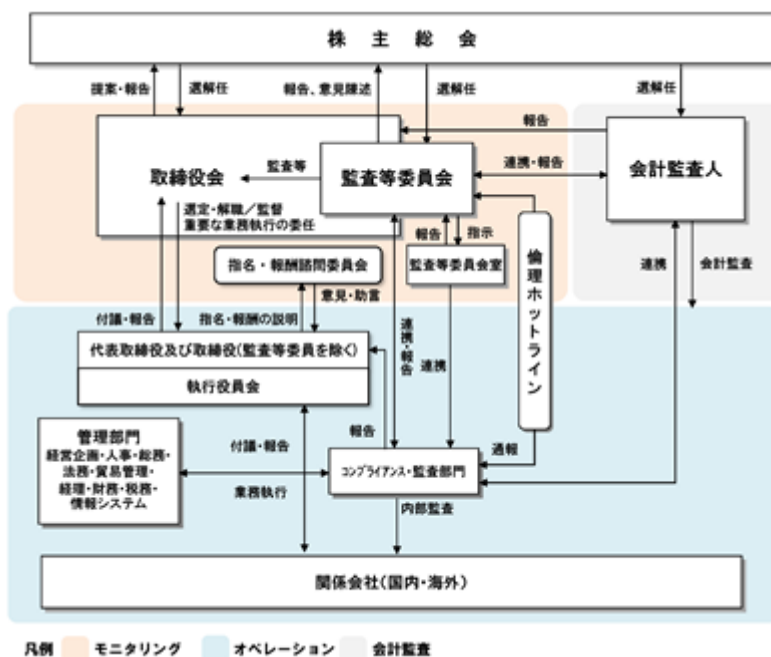 株主総会
提案・報告
選解任
報告、意見陳述
選解任
選解任
報告
取締役会
監査等
監査等委員会
連携・報告
会計監査人
選定・解職／監督
重要な業務執行の委任
報告
指示
倫理ホットライン
指名・報酬諮問委員会
監査等委員会室
連携
会計監査
意見・助言
付議・報告
指名・報酬の説明
連携・報告
連携
代表取締役及び取締役(監査等委員を除く)
執行役員会
管理部門
経営企画・人事・総務・
法務・貿易管理・
経理・財務・税務・
情報システム
付議・報告
業務執行
報告
コンプライアンス・監査部門
通報
内部監査
関係会社(国内・海外)
凡例
モニタリング
オペレーション
会計監査